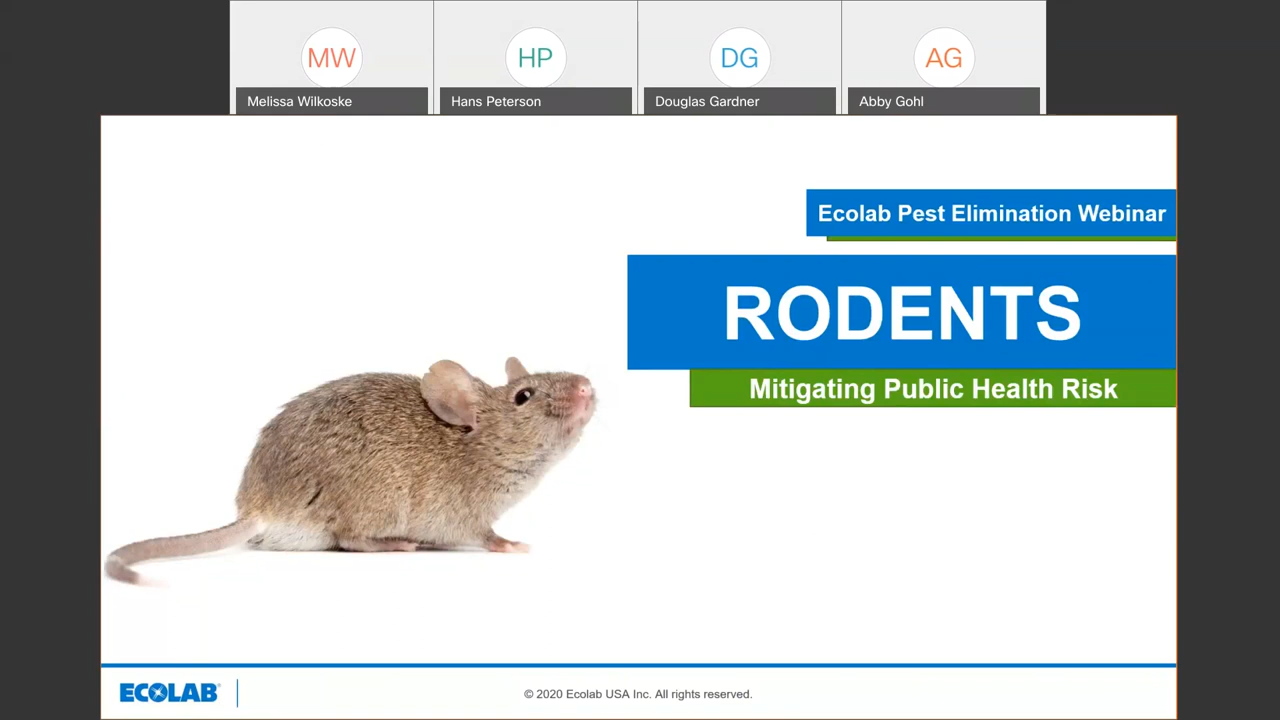 MW
HP
DG
AG
Melissa Wilkoske
Hans Peterson
Douglas Gardner
Abby Gohl
Ecolab Pest Elimination Webinar
RODENTS
Mitigating Public Health Risk
ECOLAB®
© 2020 Ecolab USA Inc. All rights reserved.